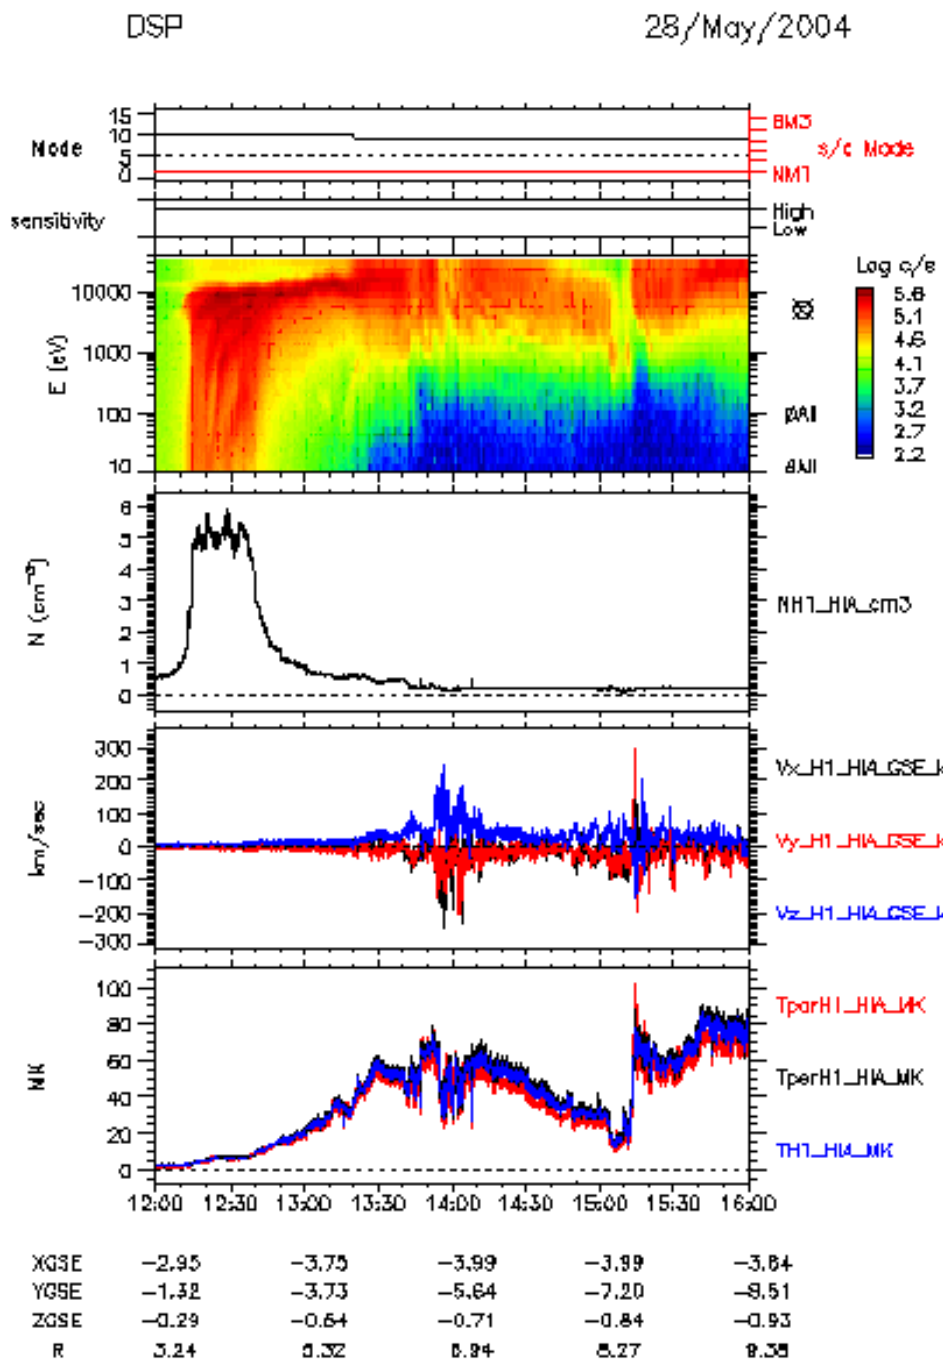 DSP 28/May/2004
15
10
5
0
Mode
BM3
s/c Mode
NM1
sensitivity
High
Low
Log c/e
10000
1000
100
10
E (eV)
5.6
5.1
4.6
4.1
3.7
3.2
2.7
2.2
6
5
4
3
2
1
0
N (cm⁻³)
NH1_HIA_cm3
300
200
100
0
−100
−200
−300
km/sec
Vx_H1_HIA_GSE_k
Vy_H1_HIA_GSE_k
Vz_H1_HIA_GSE_k
100
80
60
40
20
0
MK
TparH1_HIA_MK
TperH1_HIA_MK
TH1_HIA_MK
12:00 12:30 13:00 13:30 14:00 14:30 15:00 15:30 16:00
XGSE −2.95 −3.75 −3.99 −3.99 −3.84
YGSE −1.32 −3.73 −5.64 −7.20 −8.51
ZGSE −0.29 −0.54 −0.71 −0.84 −0.93
R 3.24 5.32 6.94 8.27 9.38